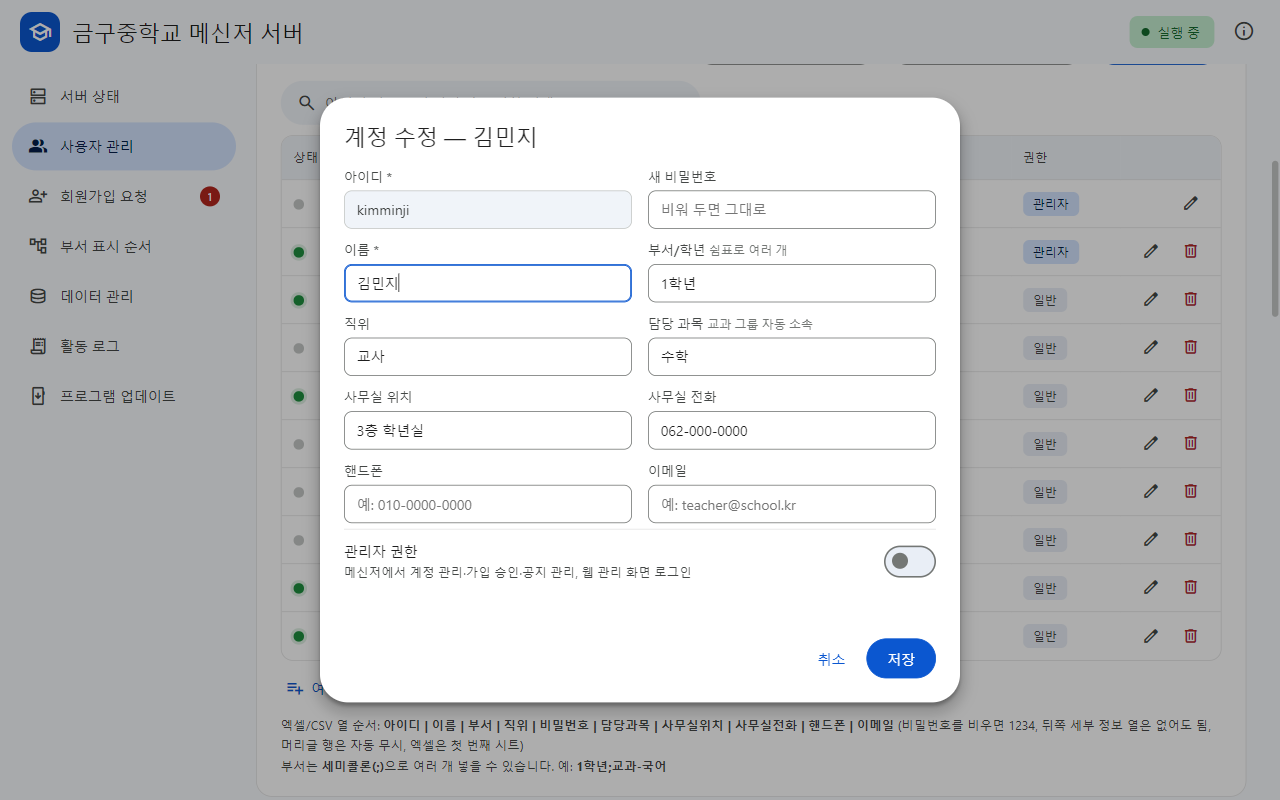 금구중학교 메신저 서버
실행 중
서버 상태
사용자 관리
회원가입 요청
1
부서 표시 순서
데이터 관리
활동 로그
프로그램 업데이트
상태
권한
관리자
관리자
일반
일반
일반
일반
일반
일반
일반
일반
계정 수정 — 김민지
아이디 *
kimminji
새 비밀번호
비워 두면 그대로
이름 *
김민지
부서/학년 쉼표로 여러 개
1학년
직위
교사
담당 과목 교과 그룹 자동 소속
수학
사무실 위치
3층 학년실
사무실 전화
062-000-0000
핸드폰
예: 010-0000-0000
이메일
예: teacher@school.kr
관리자 권한
메신저에서 계정 관리·가입 승인·공지 관리, 웹 관리 화면 로그인
취소
저장
엑셀/CSV 열 순서: 아이디 | 이름 | 부서 | 직위 | 비밀번호 | 담당과목 | 사무실위치 | 사무실전화 | 핸드폰 | 이메일 (비밀번호를 비우면 1234, 뒤쪽 세부 정보 열은 없어도 됨,
머리글 행은 자동 무시, 엑셀은 첫 번째 시트)
부서는 세미콜론(;)으로 여러 개 넣을 수 있습니다. 예: 1학년;교과-국어